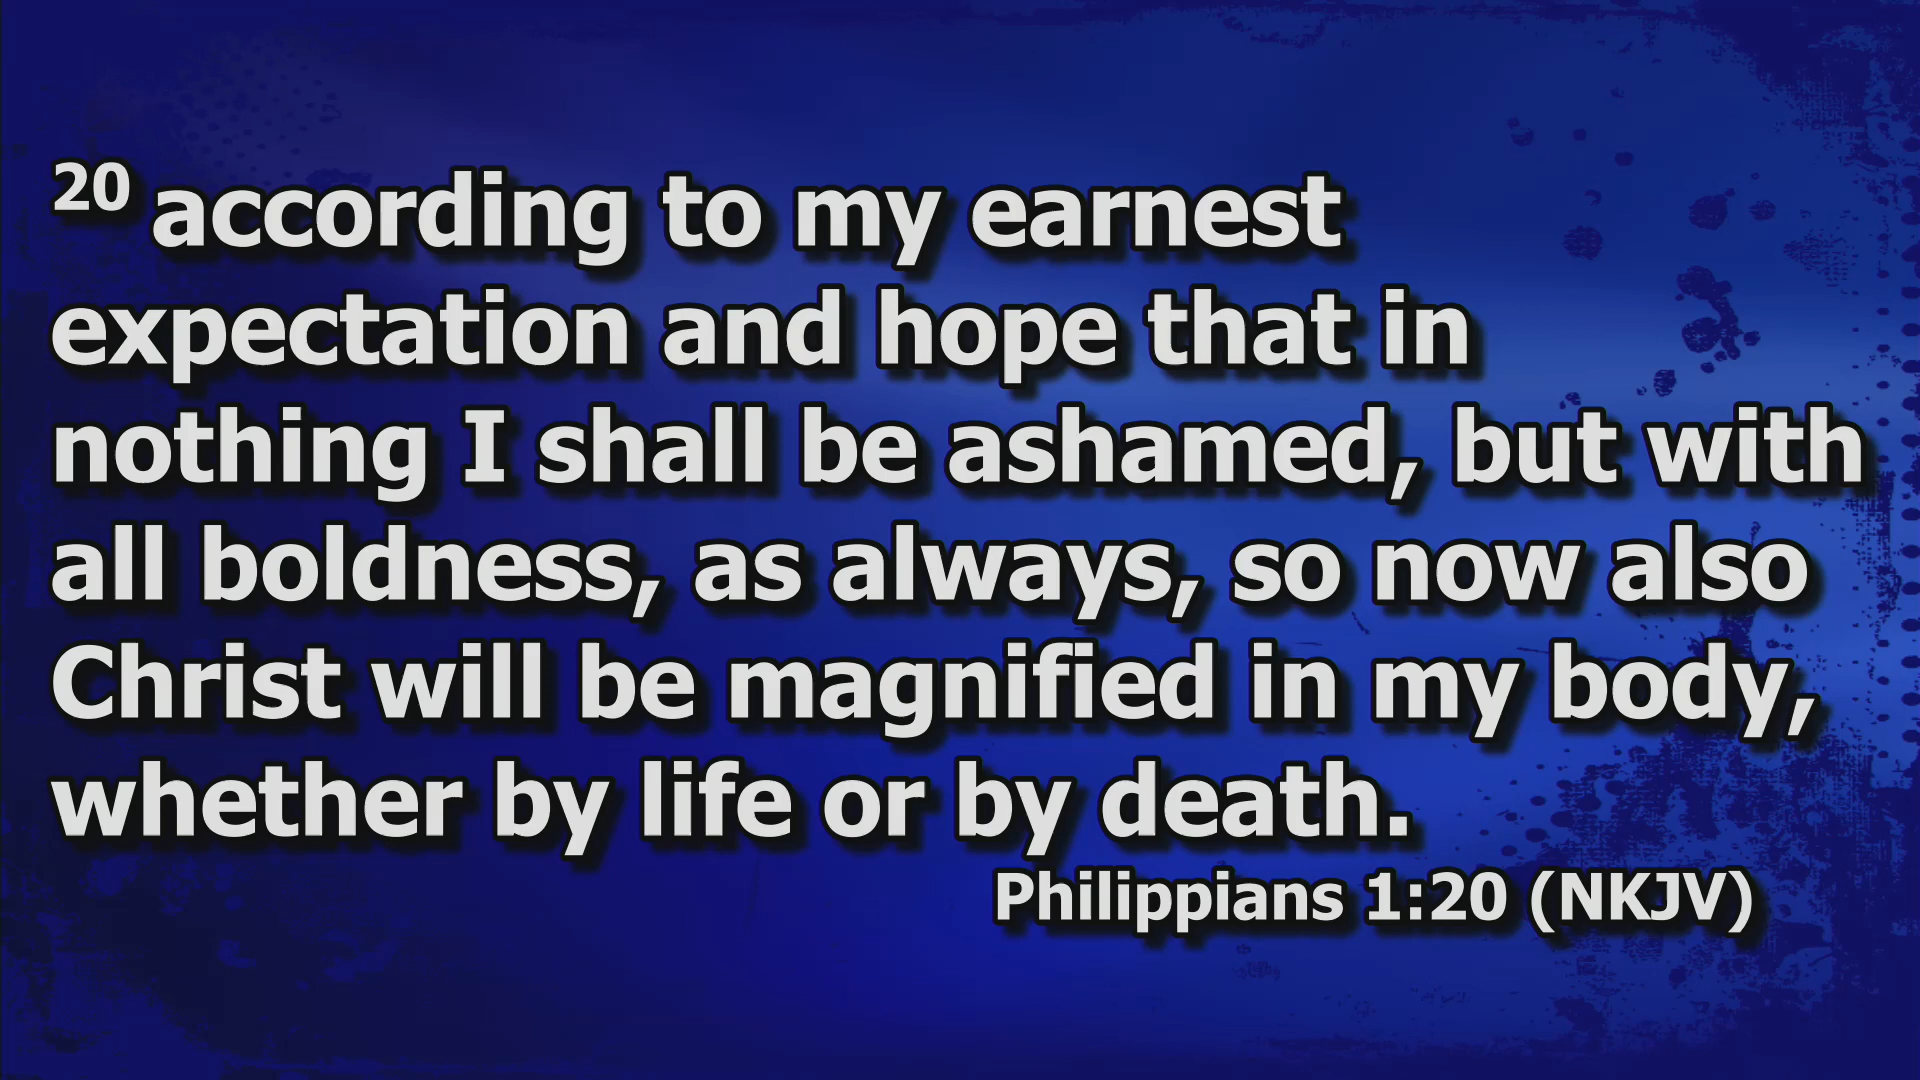 20 according to my earnest
expectation and hope that in
nothing I shall be ashamed, but with
all boldness, as always, so now also
Christ will be magnified in my body,
whether by life or by death.
Philippians 1:20 (NKJV)